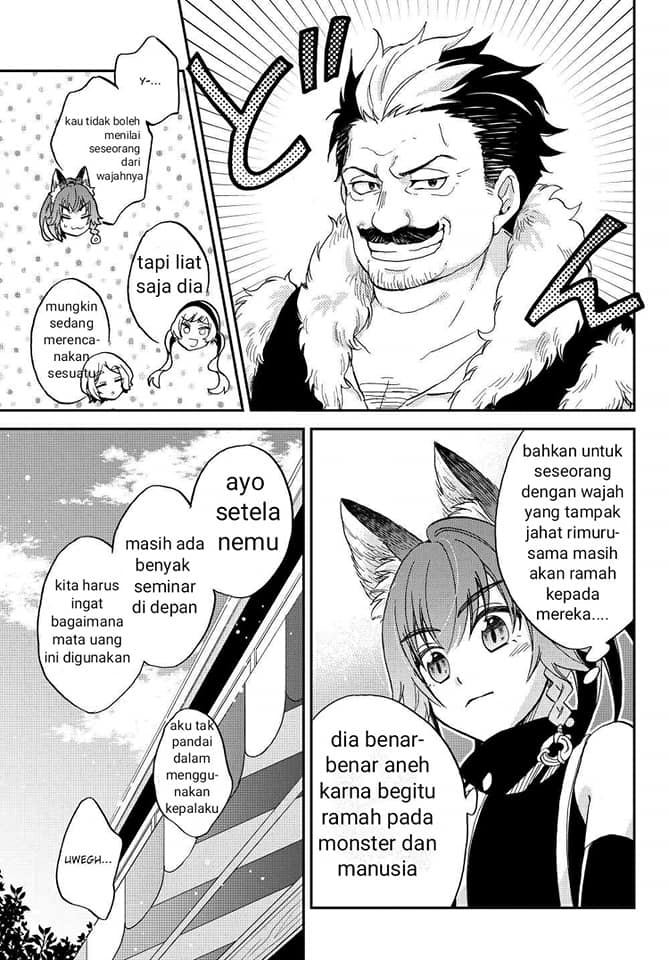 ど
ん
Y-...
kau tidak boleh
menilai
seseorang
dari
wajahnya
tapi liat
saja dia
mungkin
sedang
merenca-
nakan
sesuatu
bahkan untuk
seseorang
dengan wajah
yang tampak
jahat rimuru-
sama masih
akan ramah
kepada
mereka....
dia benar-
benar aneh
karna begitu
ramah pada
monster dan
manusia
ayo
setela
nemu
masih ada
benyak
seminar
di depan
kita harus
ingat
bagaimana
mata uang
ini digunakan
aku tak
pandai
dalam
menggu-
nakan
kepalaku
UWEGH...